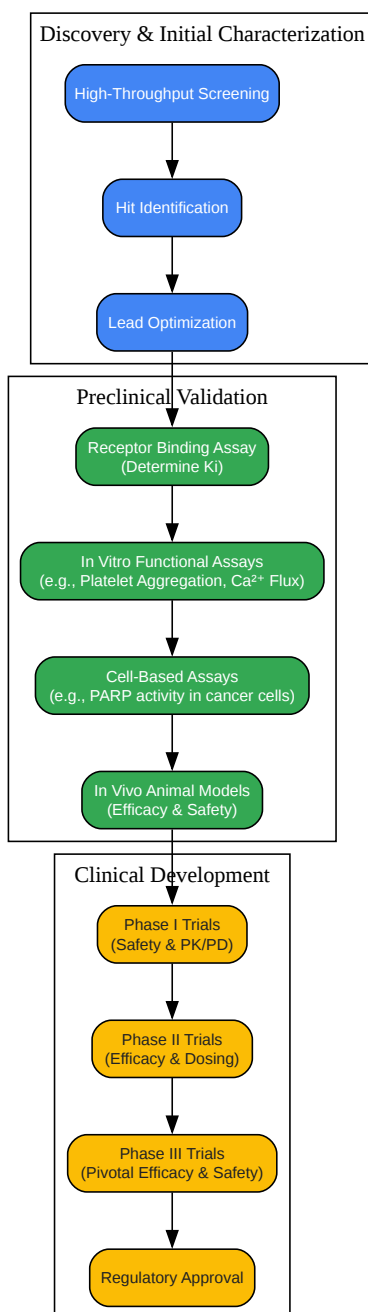 Discovery & Initial Characterization
High-Throughput Screening
Hit Identification
Lead Optimization
Preclinical Validation
Receptor Binding Assay
(Determine Ki)
In Vitro Functional Assays
(e.g., Platelet Aggregation, Ca²⁺ Flux)
Cell-Based Assays
(e.g., PARP activity in cancer cells)
In Vivo Animal Models
(Efficacy & Safety)
Clinical Development
Phase I Trials
(Safety & PK/PD)
Phase II Trials
(Efficacy & Dosing)
Phase III Trials
(Pivotal Efficacy & Safety)
Regulatory Approval